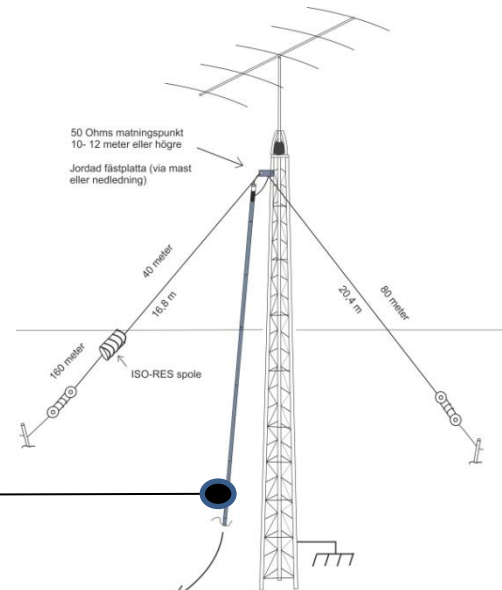 50 Ohms matningspunkt
10- 12 meter eller högre
Jordad fästplatta (via mast
eller nedledning)
40 meter
16,8 m
80 meter
20,4 m
160 meter
ISO-RES spole